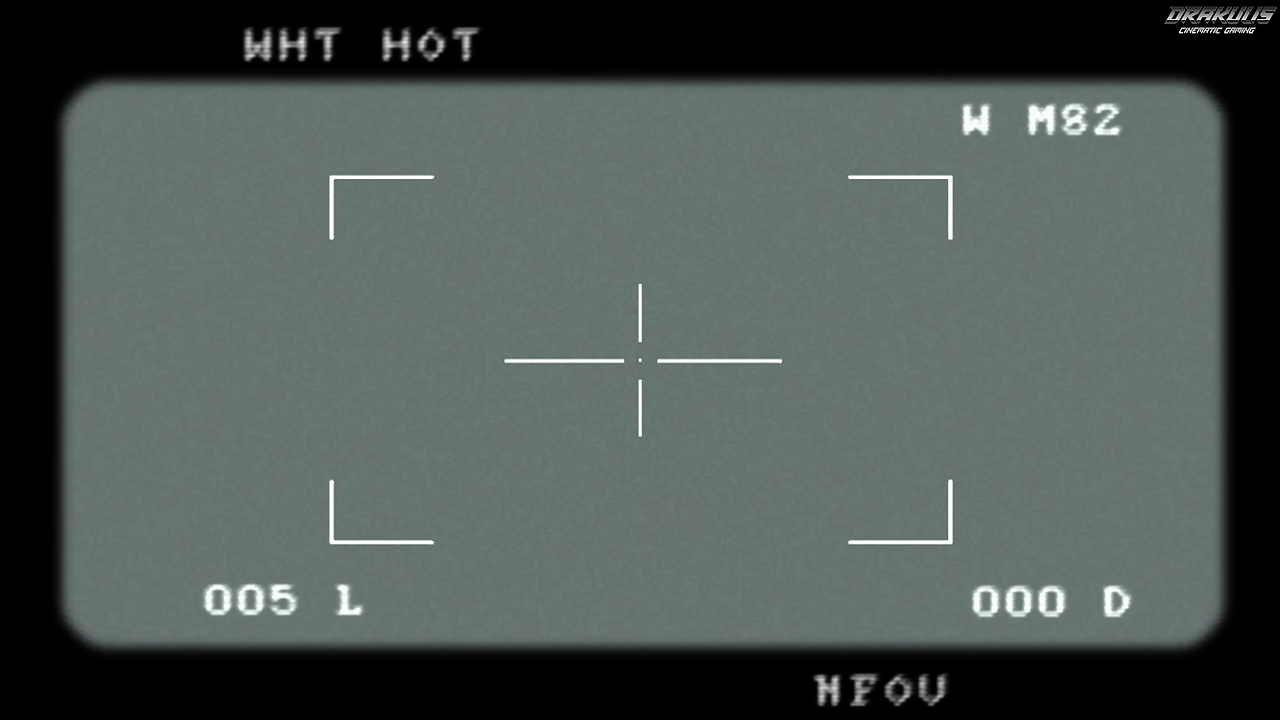 DRAKULIS
CINEMATIC GAMING
WHT HOT
W M82
005 L
000 D
NFOV